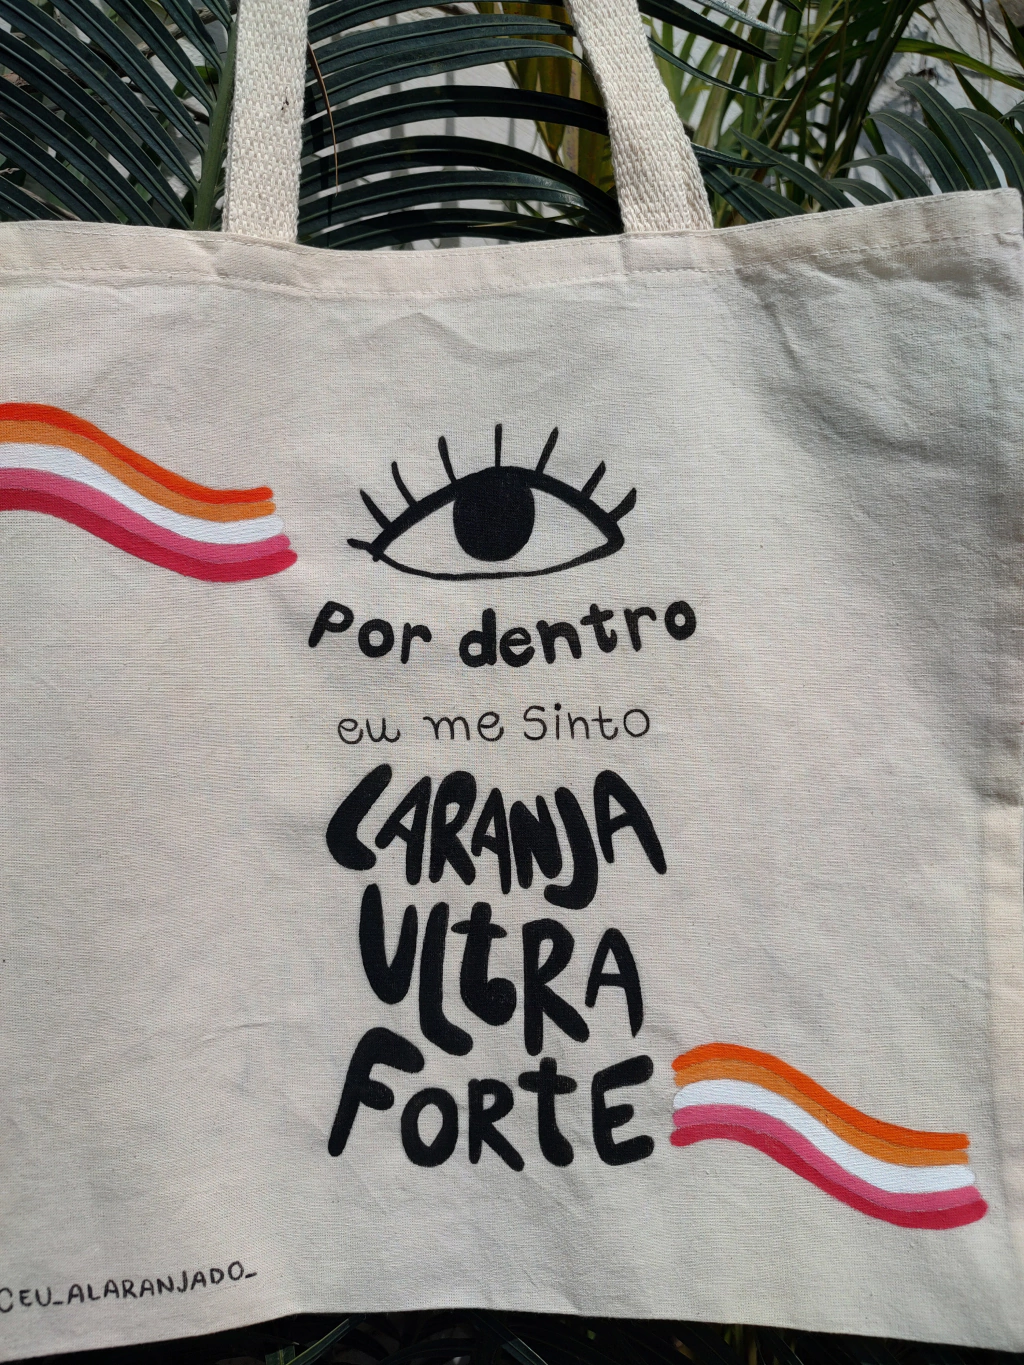 Por dentro
eu me sinto
LARANJA
ULtRA
FORtE
CEU_ALARANJADO_